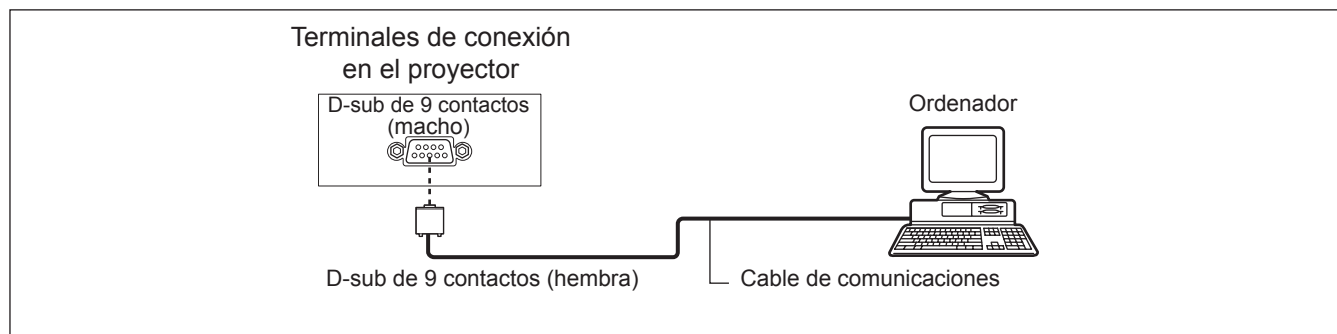 Terminales de conexión
en el proyector
D-sub de 9 contactos
(macho)
Ordenador
D-sub de 9 contactos (hembra)
Cable de comunicaciones